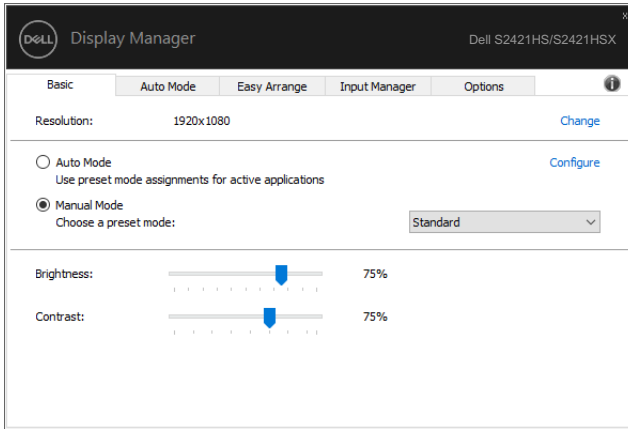 x
DELL Display Manager Dell S2421HS/S2421HSX
Basic Auto Mode Easy Arrange Input Manager Options i
Resolution: 1920x1080 Change
Auto Mode Configure
Use preset mode assignments for active applications
Manual Mode
Choose a preset mode: Standard
Brightness: 75%
Contrast: 75%